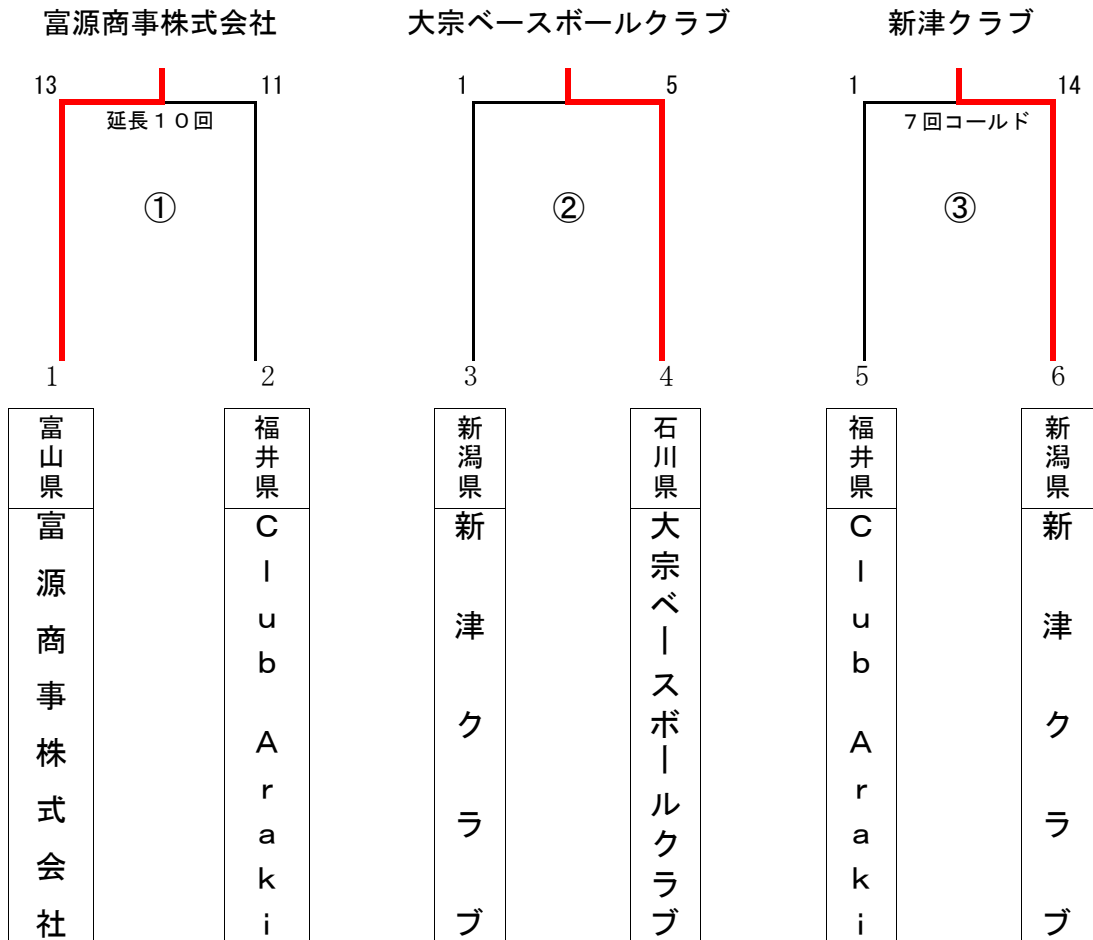 富源商事株式会社
大宗ベースボールクラブ
新津クラブ
13
11
延長１０回
①
1
5
②
1
14
７回コールド
③
1
2
3
4
5
6
富山県
福井県
新潟県
石川県
福井県
新潟県
富源商事株式会社
Ｃｌｕｂ　Ａｒａｋｉ
新津クラブ
大宗ベースボールクラブ
Ｃｌｕｂ　Ａｒａｋｉ
新津クラブ